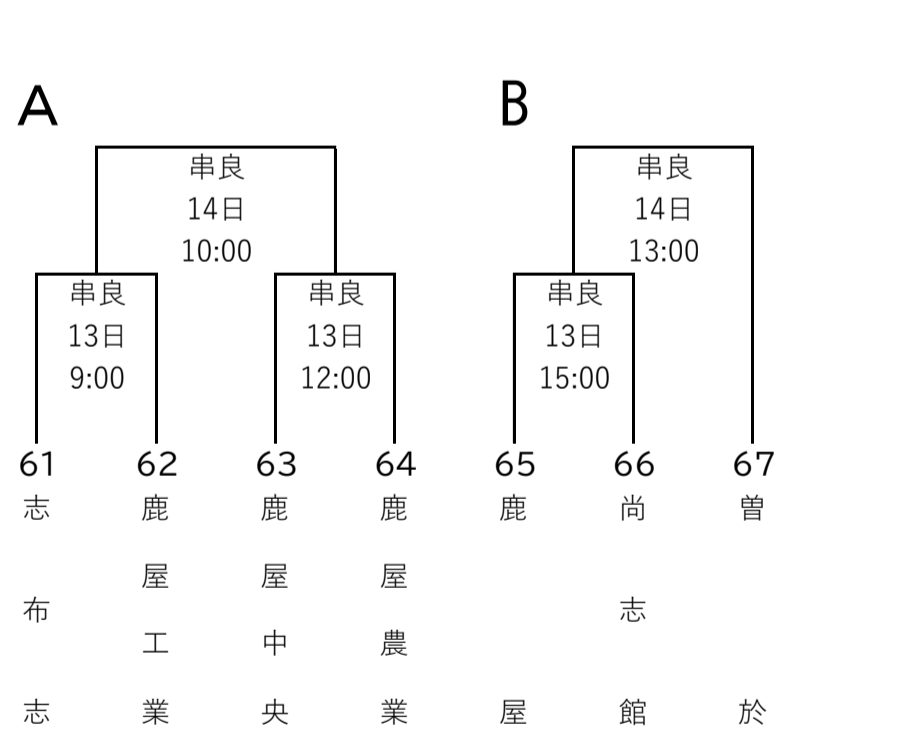 A
串良
14日
10:00
串良
13日
9:00
串良
13日
12:00
61
志布志
62
鹿屋工業
63
鹿屋中央
64
鹿屋農業
B
串良
14日
13:00
串良
13日
15:00
65
鹿屋
66
尚志館
67
曽於